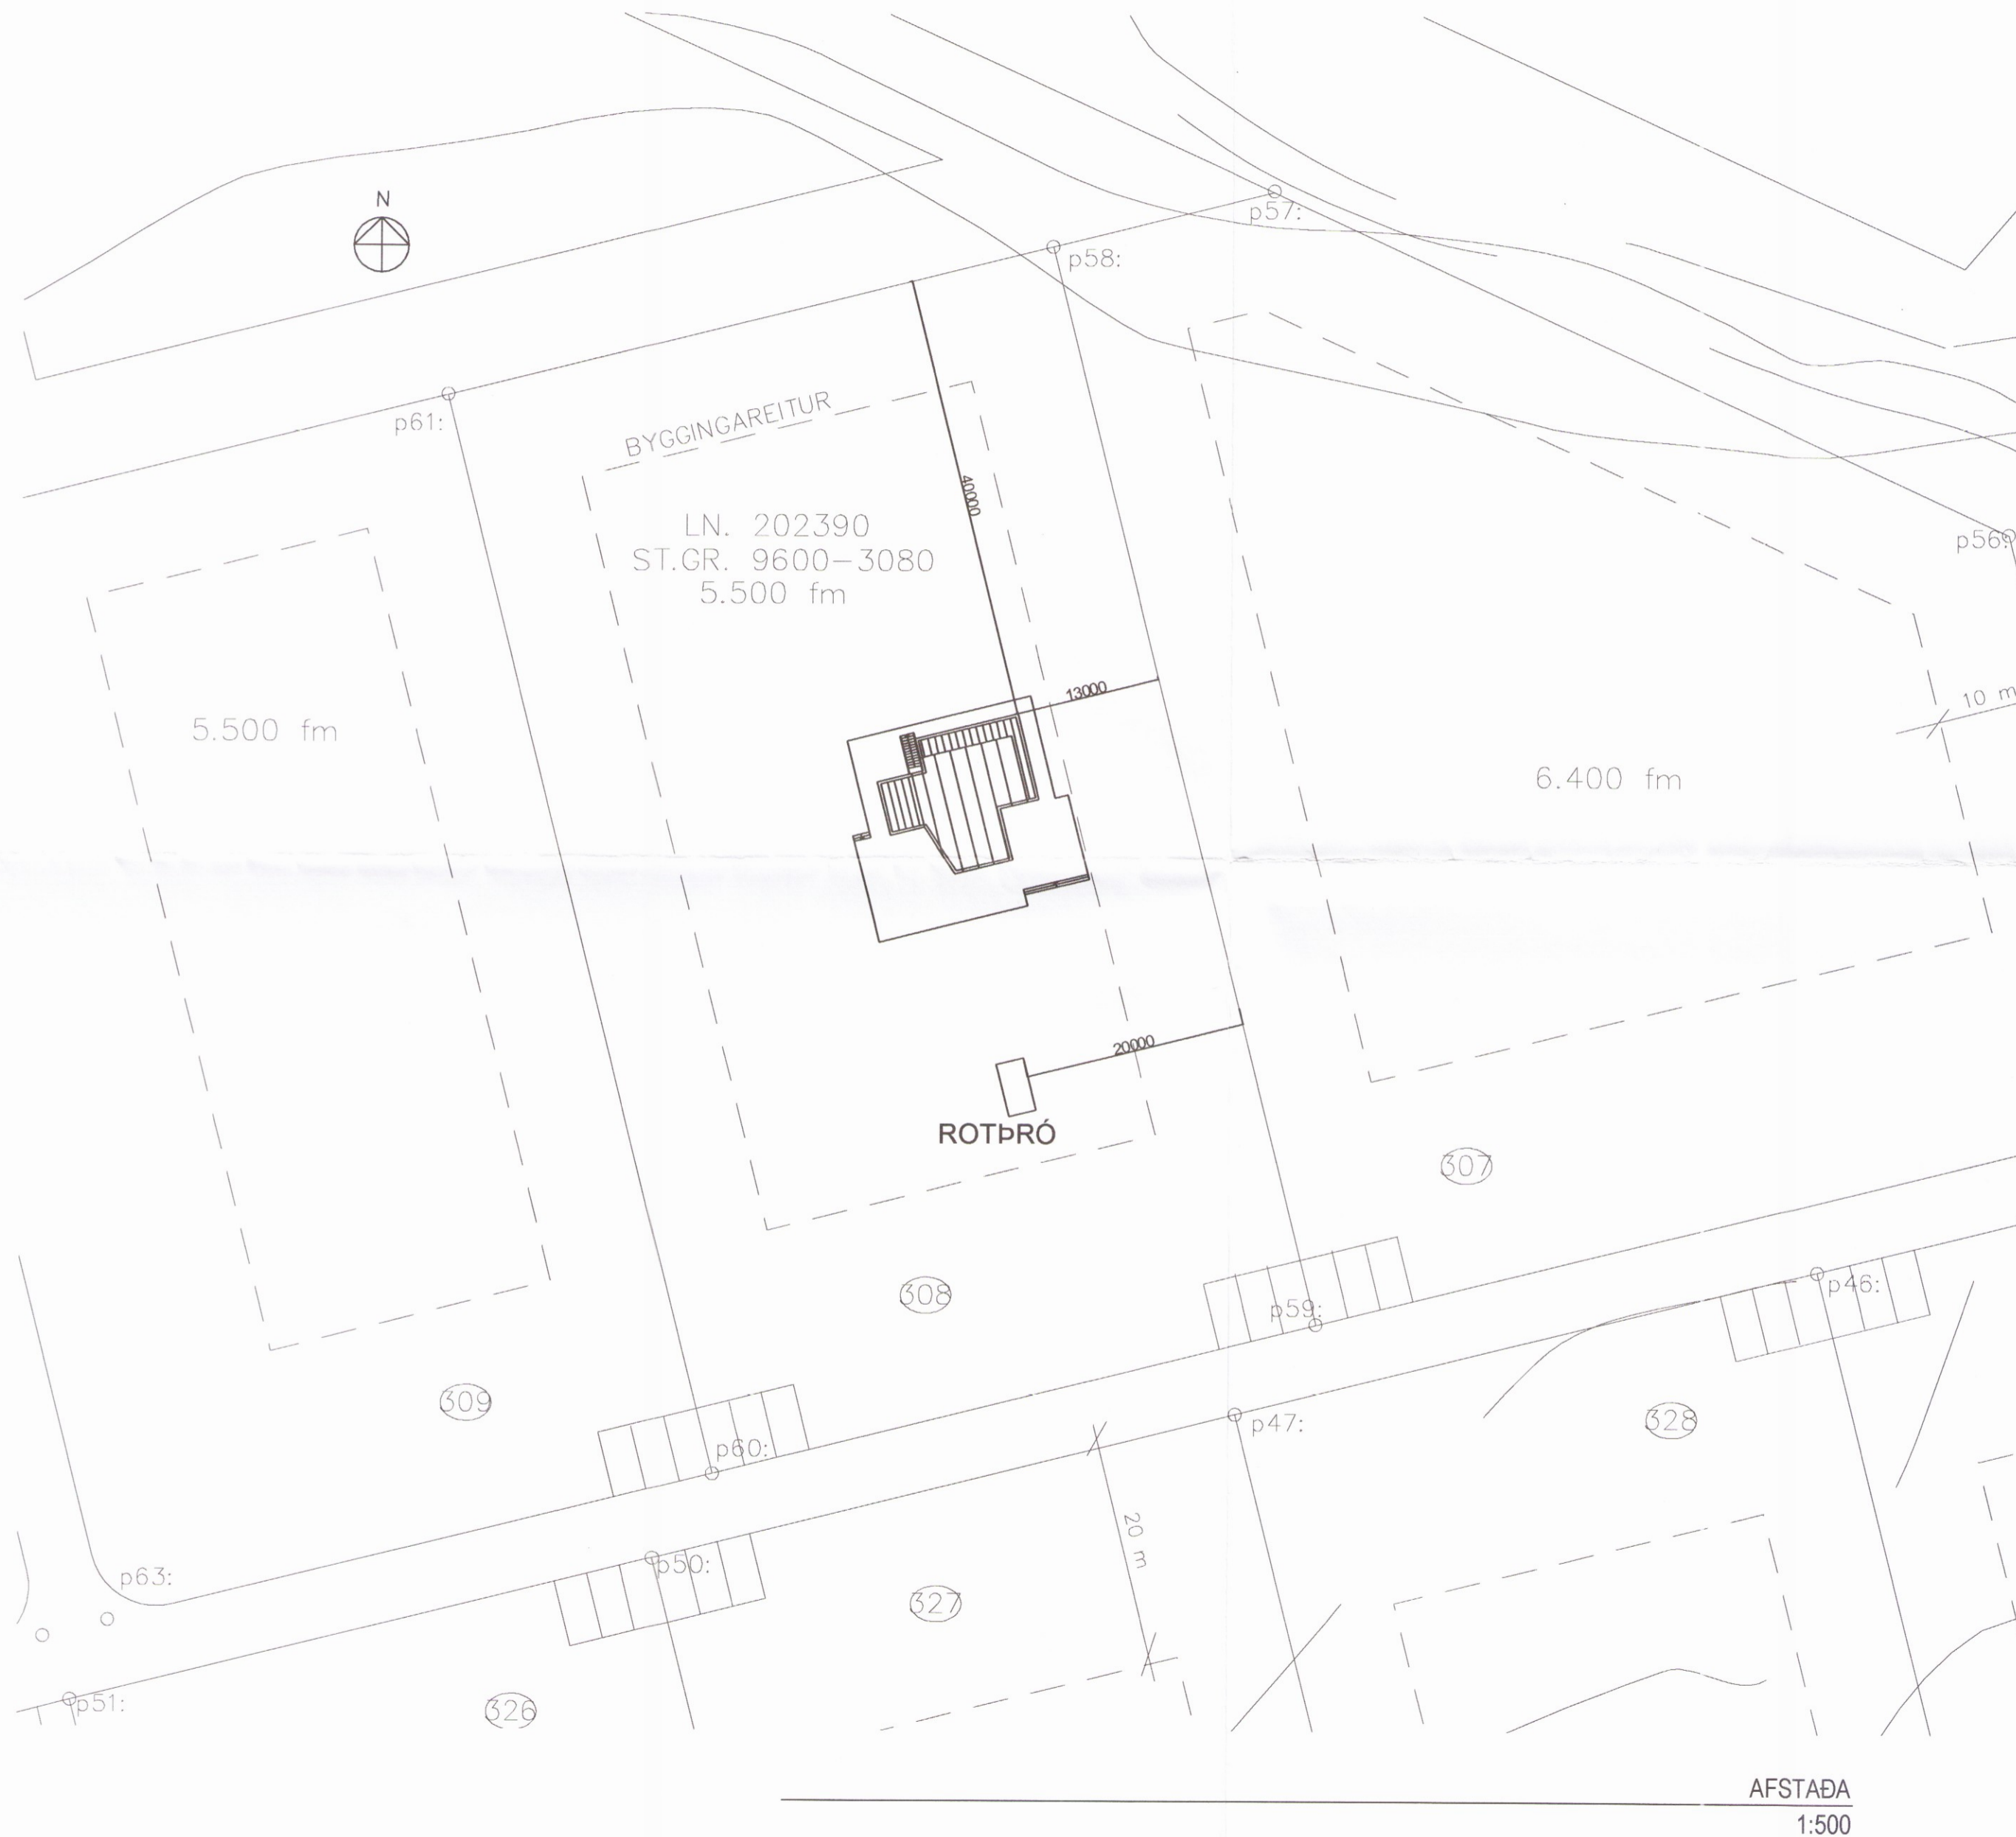 N
p57:
p58:
p61:
BYGGINGAREITUR
40000
LN. 202390
ST.GR. 9600-3080
5.500 fm
p56:
13000
10 m
5.500 fm
6.400 fm
20000
ROTÞRÓ
307
308
p59:
p46:
309
p60:
p47:
328
20 m
p63:
p50:
327
p51:
326
AFSTAÐA
1:500